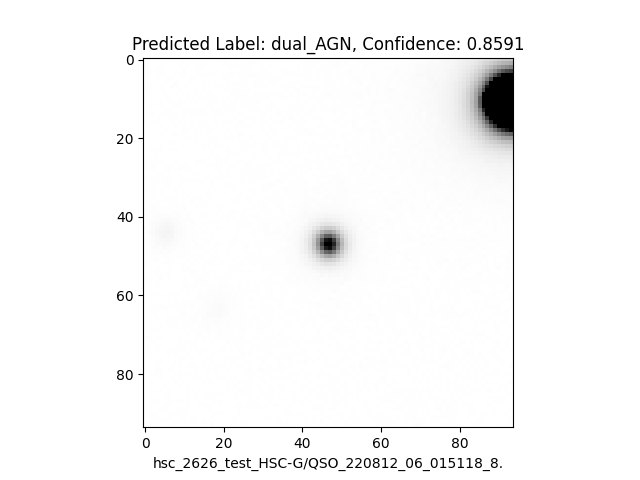 Predicted Label: dual_AGN, Confidence: 0.8591
0
20
40
60
80
0 20 40 60 80
hsc_2626_test_HSC-G/QSO_220812_06_015118_8.